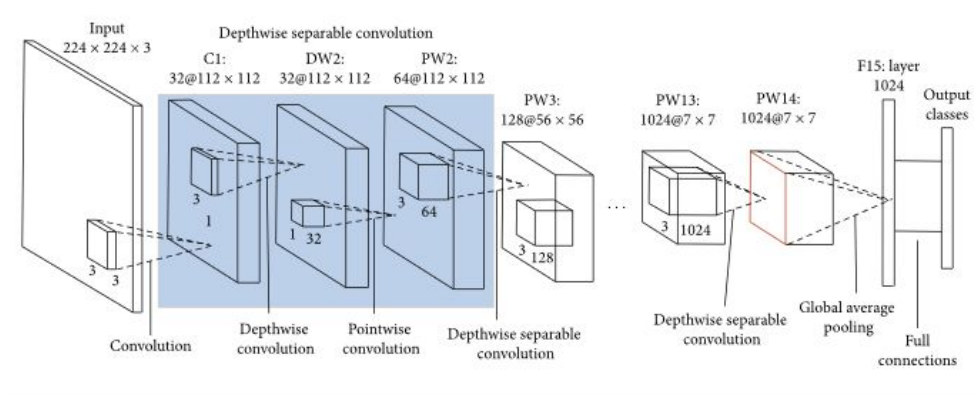 Input
224 × 224 × 3
Depthwise separable convolution
C1:
32@112 × 112
DW2:
32@112 × 112
PW2:
64@112 × 112
PW3:
128@56 × 56
PW13:
1024@7 × 7
PW14:
1024@7 × 7
F15: layer
1024
Output
classes
3
3
3
1
1
32
3
64
3
128
...
3
1024
Convolution
Depthwise
convolution
Pointwise
convolution
Depthwise separable
convolution
Depthwise separable
convolution
Global average
pooling
Full
connections